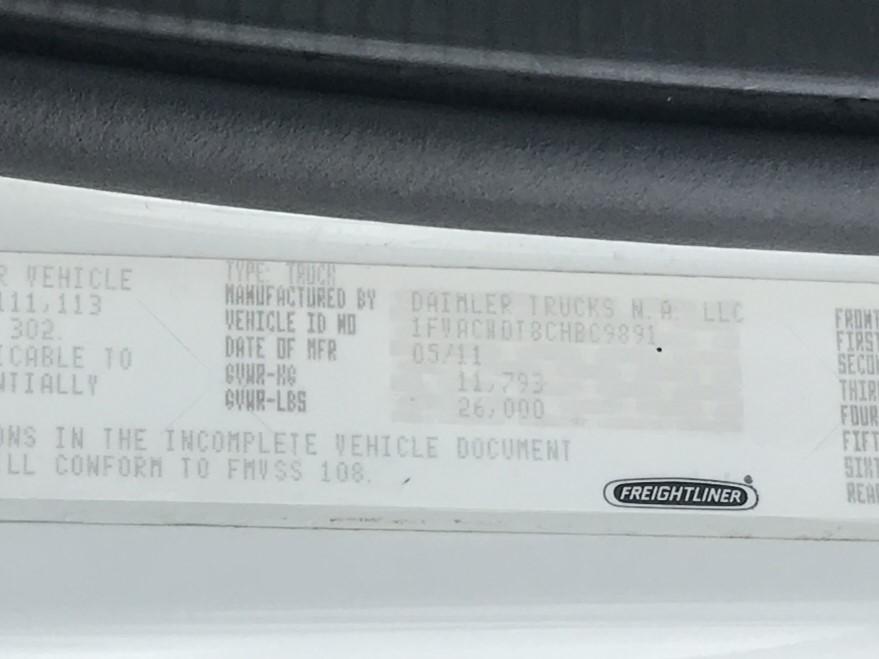 R VEHICLE
111,113
302.
ICABLE TO
NTIALLY
ONS IN THE INCOMPLETE VEHICLE DOCUMENT
ILL CONFORM TO FMVSS 108.
TYPE: TRUCK
MANUFACTURED BY DAIMLER TRUCKS N.A. LLC
VEHICLE ID NO 1FVACWDT8CHBC9891
DATE OF MFR 05/11
GVWR-KG 11,793
GVWR-LBS 26,000
FREIGHTLINER
FRONT
FIRST
SECON
THIR
FOUR
FIFT
SIXT
REAR